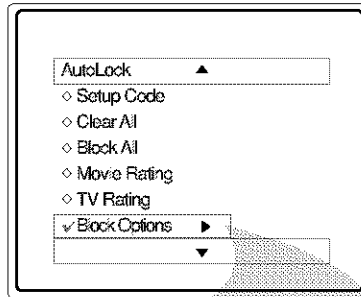 AutoLock ▲
◇ Setup Code
◇ Clear All
◇ Block All
◇ Movie Rating
◇ TV Rating
✓ Block Options ▶
▼